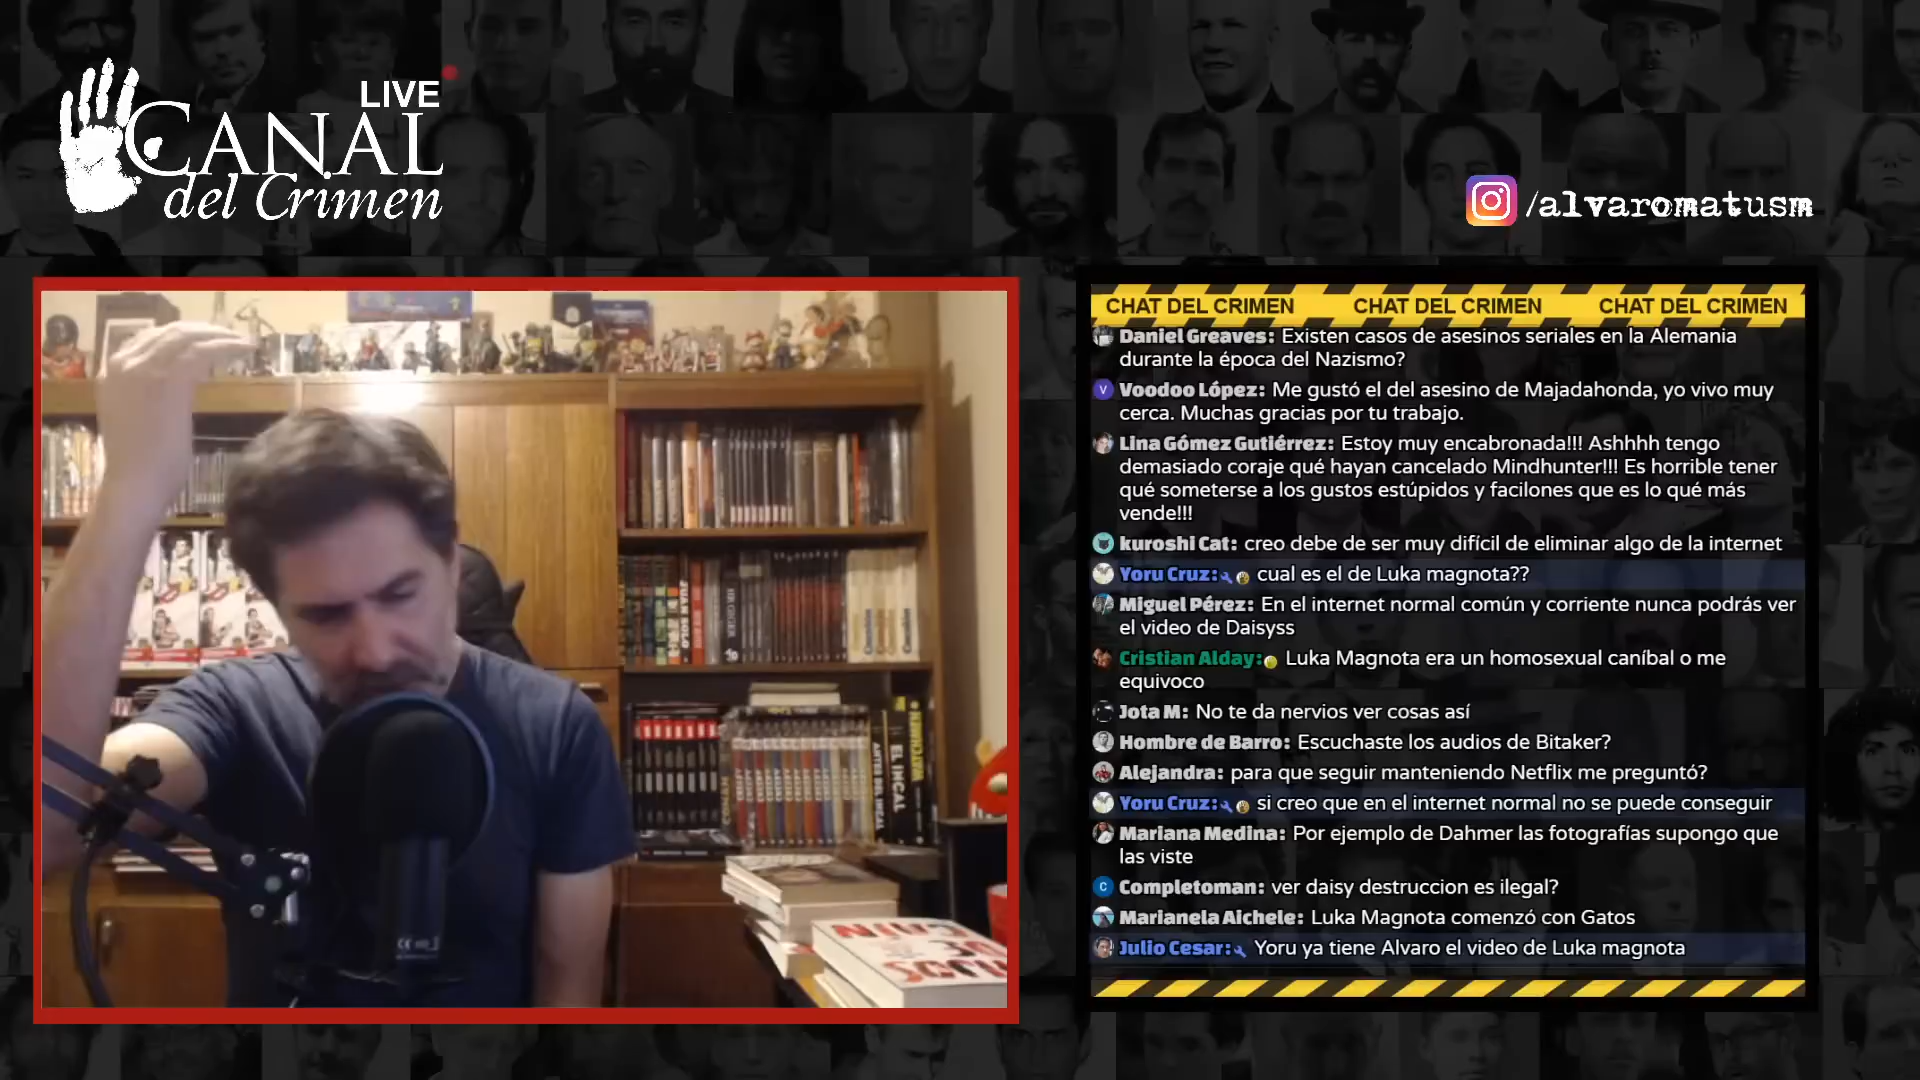 LIVE
CANAL
del Crimen
/alvaromatusm
CHAT DEL CRIMEN CHAT DEL CRIMEN CHAT DEL CRIMEN
Daniel Greaves: Existen casos de asesinos seriales en la Alemania
durante la época del Nazismo?
V Voodoo López: Me gustó el del asesino de Majadahonda, yo vivo muy
cerca. Muchas gracias por tu trabajo.
Lina Gómez Gutiérrez: Estoy muy encabronada!!! Ashhhh tengo
demasiado coraje qué hayan cancelado Mindhunter!!! Es horrible tener
qué someterse a los gustos estúpidos y facilones que es lo qué más
vende!!!
kuroshi Cat: creo debe de ser muy difícil de eliminar algo de la internet
Yoru Cruz: cual es el de Luka magnota??
Miguel Pérez: En el internet normal común y corriente nunca podrás ver
el video de Daisyss
Cristian Alday: Luka Magnota era un homosexual caníbal o me
equivoco
Jota M: No te da nervios ver cosas así
Hombre de Barro: Escuchaste los audios de Bitaker?
Alejandra: para que seguir manteniendo Netflix me preguntó?
Yoru Cruz: si creo que en el internet normal no se puede conseguir
Mariana Medina: Por ejemplo de Dahmer las fotografías supongo que
las viste
C Completoman: ver daisy destruccion es ilegal?
Marianela Aichele: Luka Magnota comenzó con Gatos
Julio Cesar: Yoru ya tiene Alvaro el video de Luka magnota
JUAN SOLO
EL INCAL